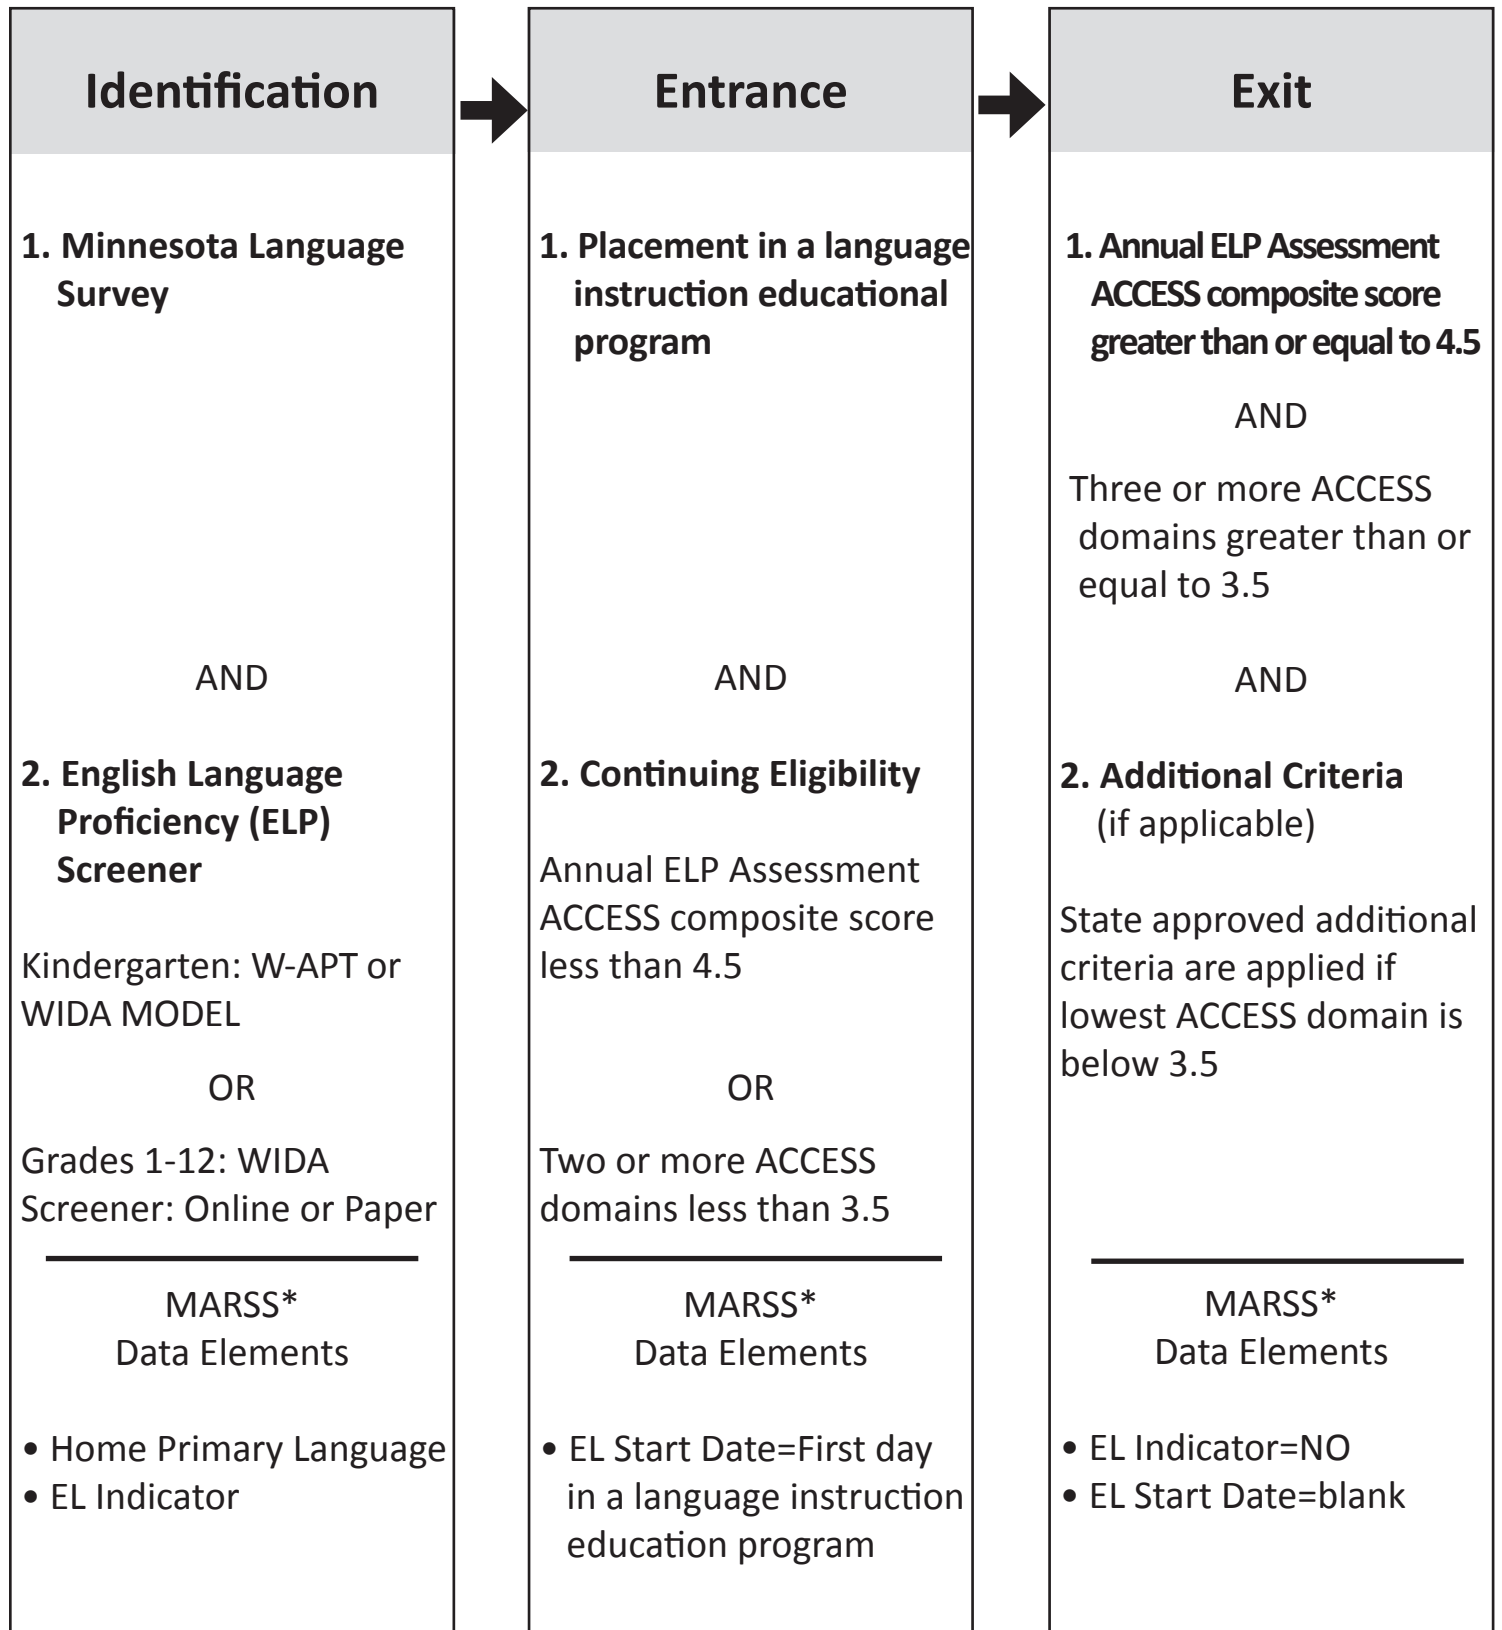 Identification
1. Minnesota Language
Survey
AND
2. English Language
Proficiency (ELP)
Screener
Kindergarten: W-APT or
WIDA MODEL
OR
Grades 1-12: WIDA
Screener: Online or Paper
MARSS*
Data Elements
• Home Primary Language
• EL Indicator
Entrance
1. Placement in a language
instruction educational
program
AND
2. Continuing Eligibility
Annual ELP Assessment
ACCESS composite score
less than 4.5
OR
Two or more ACCESS
domains less than 3.5
MARSS*
Data Elements
• EL Start Date=First day
in a language instruction
education program
Exit
1. Annual ELP Assessment
ACCESS composite score
greater than or equal to 4.5
AND
Three or more ACCESS
domains greater than or
equal to 3.5
AND
2. Additional Criteria
(if applicable)
State approved additional
criteria are applied if
lowest ACCESS domain is
below 3.5
MARSS*
Data Elements
• EL Indicator=NO
• EL Start Date=blank